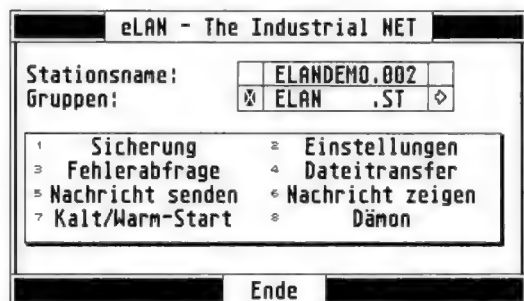 eLAN - The Industrial NET
Stationsname: ELANDEMO.002
Gruppen: ELAN .ST
1 Sicherung 2 Einstellungen
3 Fehlerabfrage 4 Dateitransfer
5 Nachricht senden 6 Nachricht zeigen
7 Kalt/Warm-Start 8 Dämon
Ende